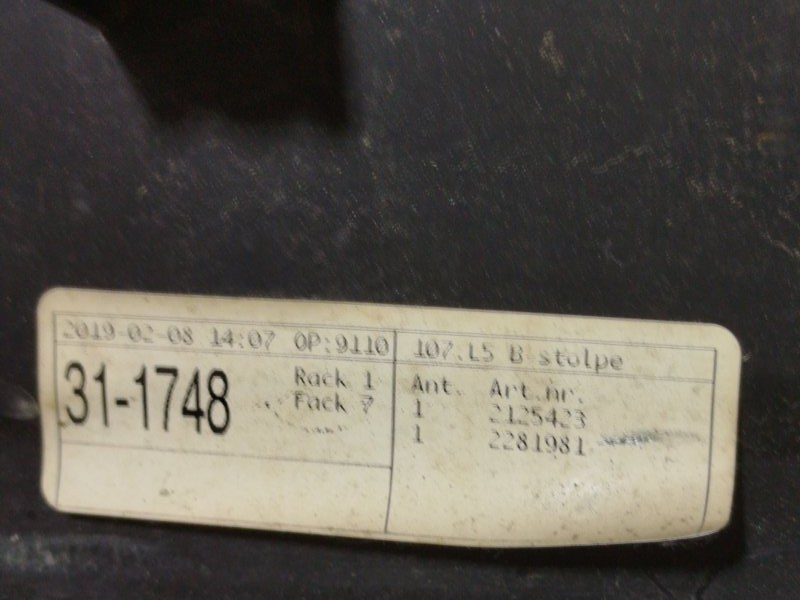 2019-02-08 14:07 OP:9110
31-1748
Rack 1
Fack 7
107.L5 B stolpe
Ant. Art.nr.
1 2125423
1 2281981